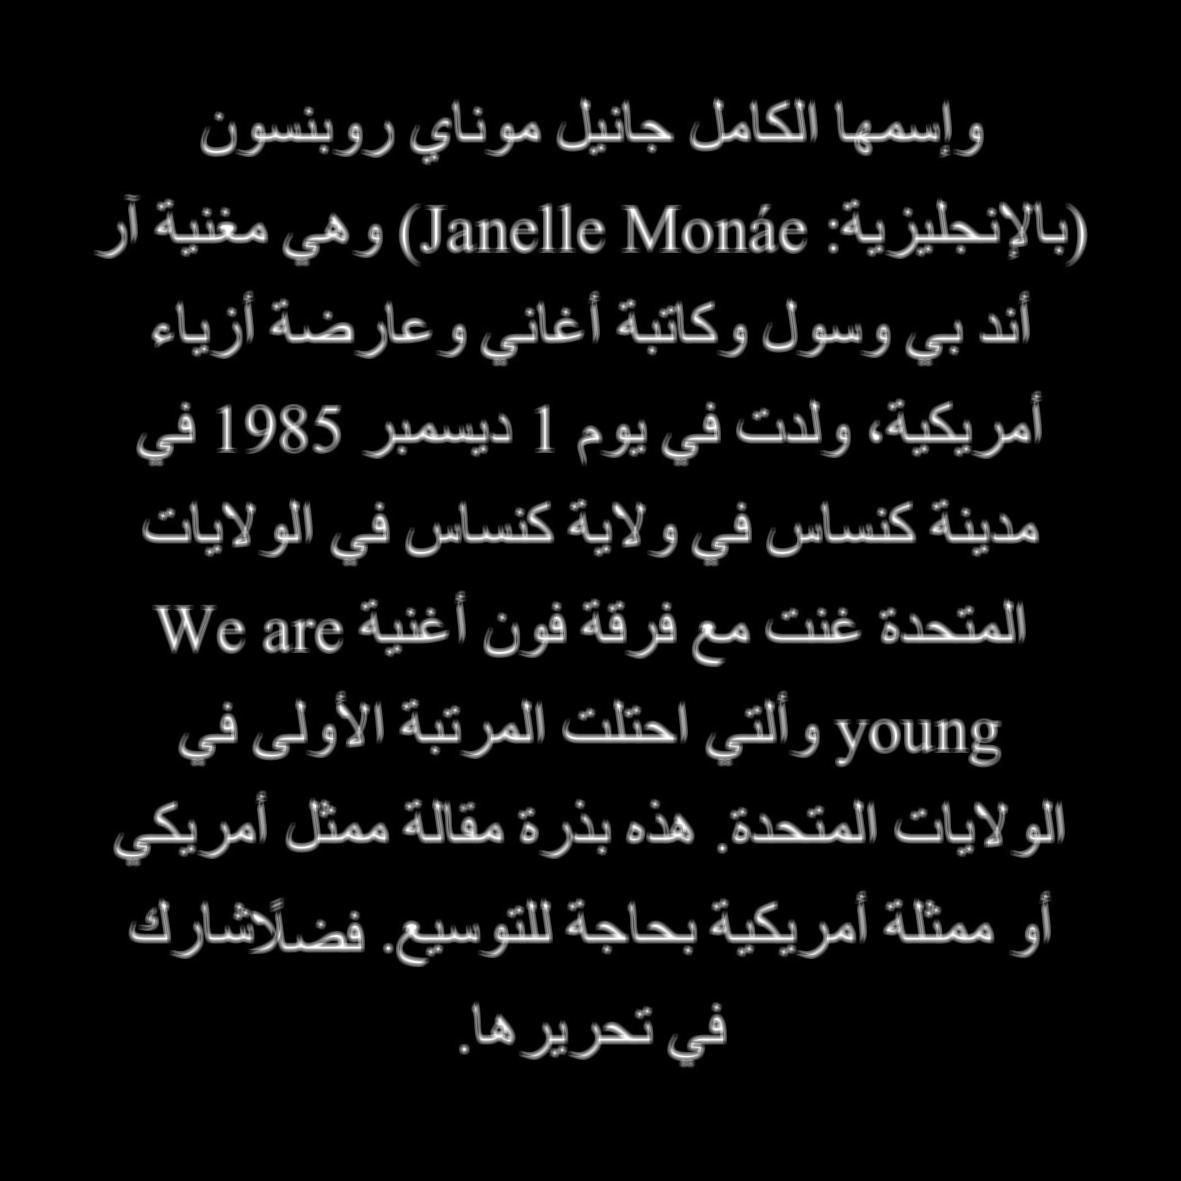 وإسمها الكامل جانيل موناي روبنسون
(بالإنجليزية: Janelle Monáe) وهي مغنية آر
أند بي وسول وكاتبة أغاني وعارضة أزياء
أمريكية، ولدت في يوم 1 ديسمبر 1985 في
مدينة كنساس في ولاية كنساس في الولايات
المتحدة غنت مع فرقة فون أغنية We are
young وألتي احتلت المرتبة الأولى في
الولايات المتحدة. هذه بذرة مقالة ممثل أمريكي
أو ممثلة أمريكية بحاجة للتوسيع. فضلًاشارك
في تحريرها.